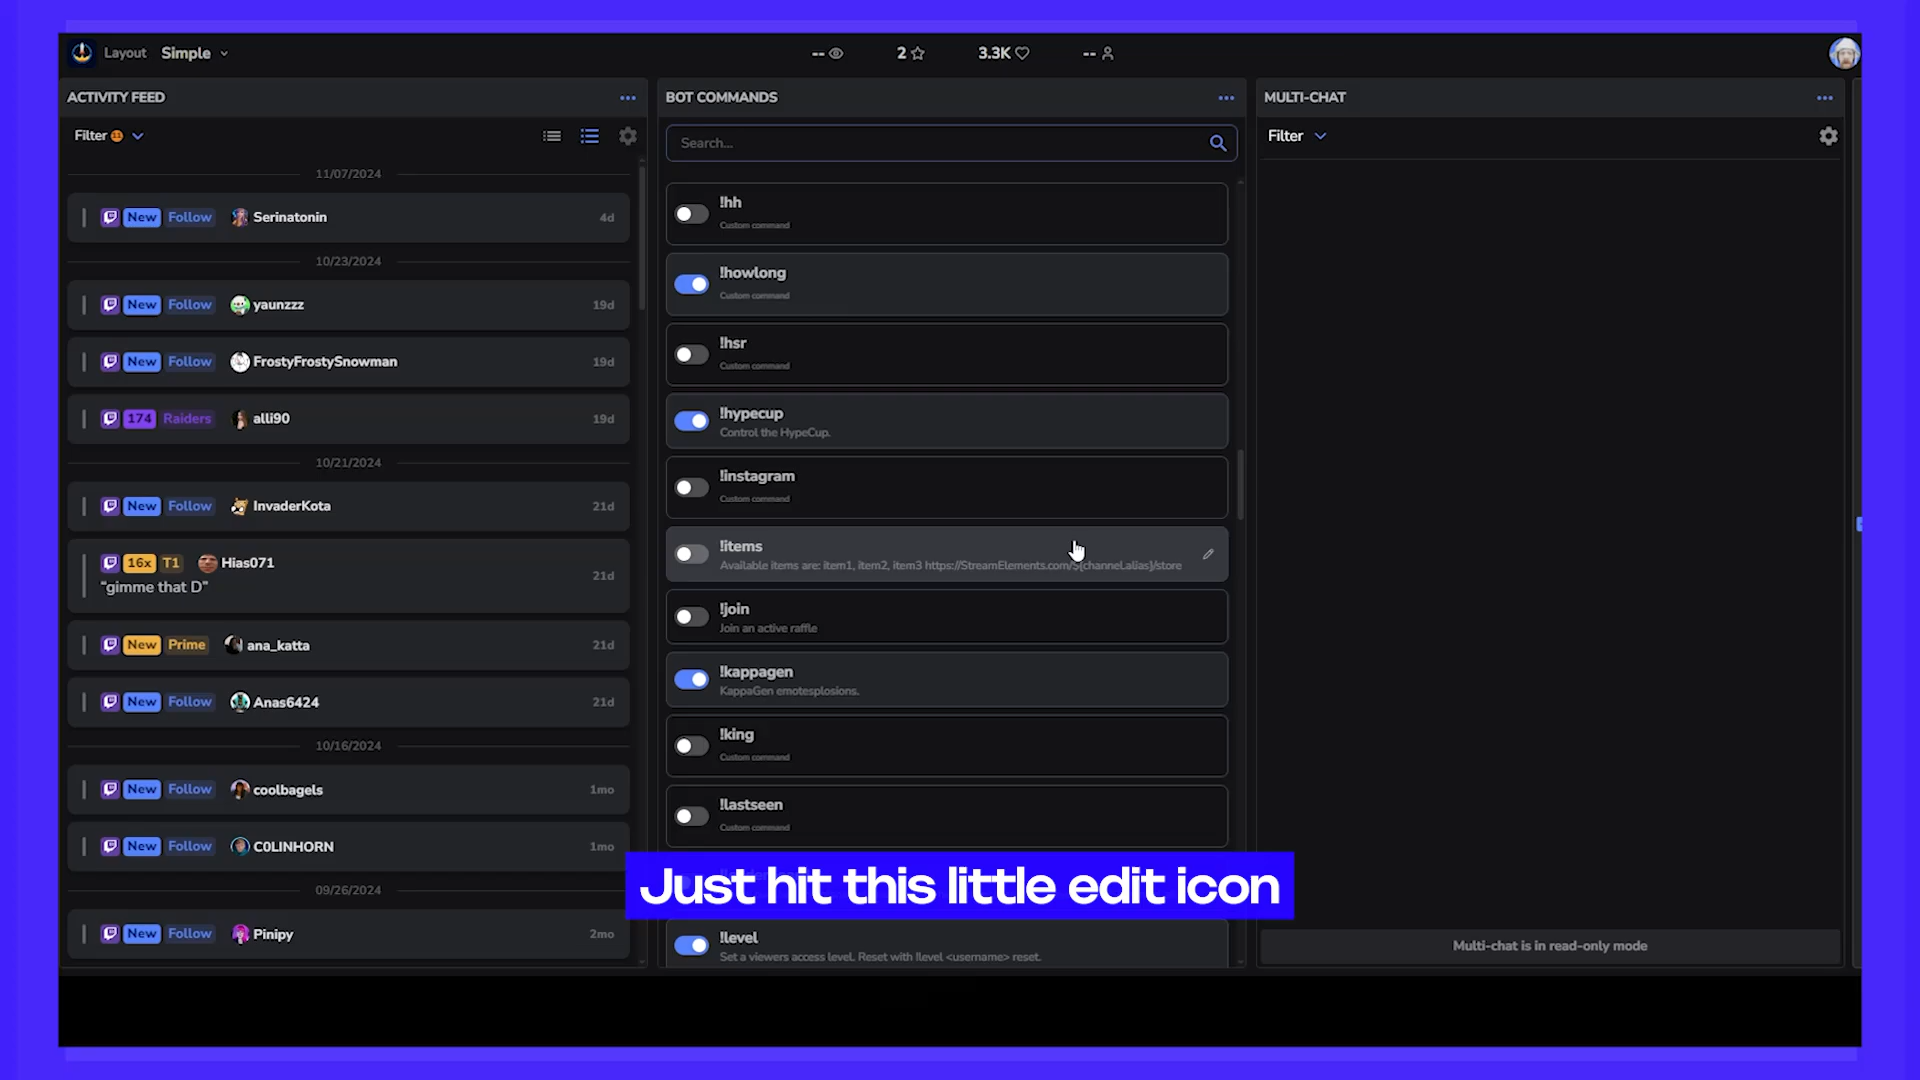 Layout Simple
--
2
3.3K
--
ACTIVITY FEED
Filter 11
11/07/2024
New Follow Serinatonin 4d
10/23/2024
New Follow yaunzzz 19d
New Follow FrostyFrostySnowman 19d
174 Raiders alli90 19d
10/21/2024
New Follow InvaderKota 21d
16x T1 Hias071
"gimme that D"
21d
New Prime ana_katta 21d
New Follow Anas6424 21d
10/16/2024
New Follow coolbagels 1mo
New Follow C0LINHORN 1mo
09/26/2024
New Follow Pinipy 2mo
BOT COMMANDS
Search...
!hh
Custom command
!howlong
Custom command
!hsr
Custom command
!hypecup
Control the HypeCup.
!instagram
Custom command
!items
Available items are: item1, item2, item3 https://StreamElements.com/${channel.alias}/store
!join
Join an active raffle
!kappagen
KappaGen emotesplosions.
!king
Custom command
!lastseen
Custom command
Just hit this little edit icon
!level
Set a viewers access level. Reset with !level <username> reset.
MULTI-CHAT
Filter
Multi-chat is in read-only mode